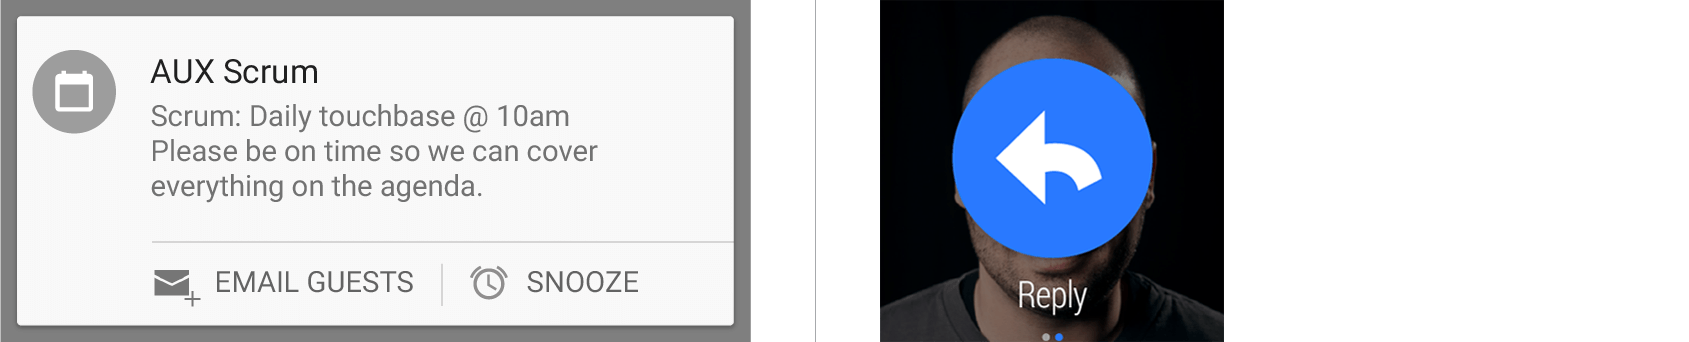 AUX Scrum
Scrum: Daily touchbase @ 10am
Please be on time so we can cover
everything on the agenda.
EMAIL GUESTS
SNOOZE
Reply